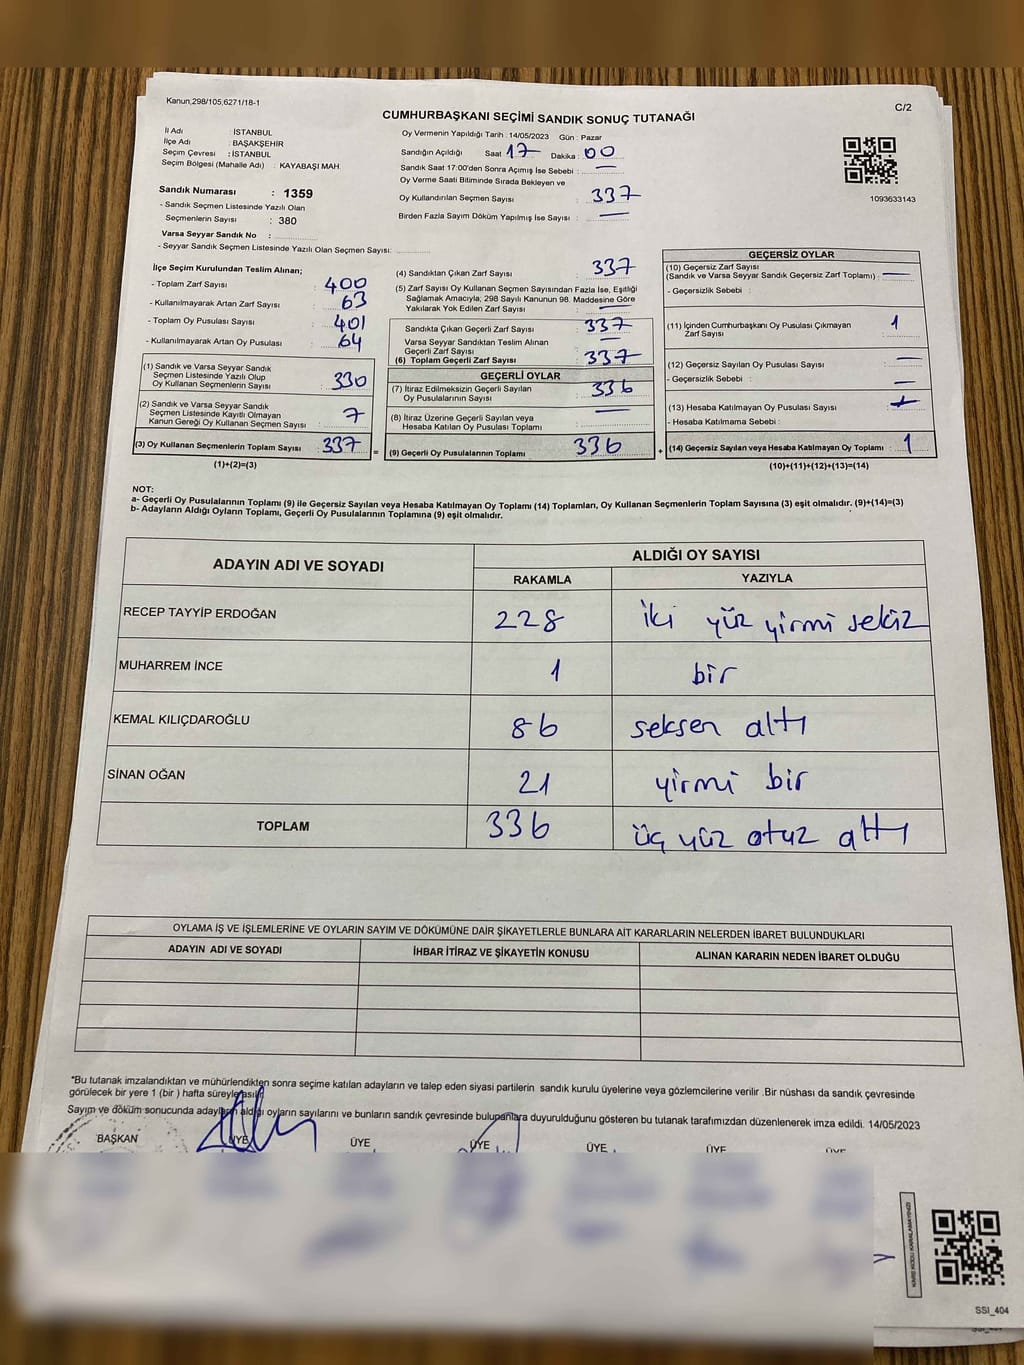 Kanun;298/105,6271/18-1
C/2
CUMHURBAŞKANI SEÇİMİ SANDIK SONUÇ TUTANAĞI
İl Adı : İSTANBUL
İlçe Adı : BAŞAKŞEHİR
Seçim Çevresi : İSTANBUL
Seçim Bölgesi (Mahalle Adı) : KAYABAŞI MAH.
Sandık Numarası : 1359
- Sandık Seçmen Listesinde Yazılı Olan
Seçmenlerin Sayısı : 380
Varsa Seyyar Sandık No :
- Seyyar Sandık Seçmen Listesinde Yazılı Olan Seçmen Sayısı:
Oy Vermenin Yapıldığı Tarih : 14/05/2023 Gün : Pazar
Sandığın Açıldığı Saat 17 Dakika : 00
Sandık Saat 17:00'den Sonra Açımış İse Sebebi : —
Oy Verme Saati Bitiminde Sırada Bekleyen ve
Oy Kullandırılan Seçmen Sayısı : 337
Birden Fazla Sayım Döküm Yapılmış İse Sayısı : —
1093633143
İlçe Seçim Kurulundan Teslim Alınan;
- Toplam Zarf Sayısı : 400
- Kullanılmayarak Artan Zarf Sayısı : 63
- Toplam Oy Pusulası Sayısı : 401
- Kullanılmayarak Artan Oy Pusulası : 64
(1) Sandık ve Varsa Seyyar Sandık
Seçmen Listesinde Yazılı Olup
Oy Kullanan Seçmenlerin Sayısı : 330
(2) Sandık ve Varsa Seyyar Sandık
Seçmen Listesinde Kayıtlı Olmayan
Kanun Gereği Oy Kullanan Seçmen Sayısı : 7
(3) Oy Kullanan Seçmenlerin Toplam Sayısı : 337
(1)+(2)=(3)
=
(4) Sandıktan Çıkan Zarf Sayısı : 337
(5) Zarf Sayısı Oy Kullanan Seçmen Sayısından Fazla İse, Eşitliği
Sağlamak Amacıyla; 298 Sayılı Kanunun 98. Maddesine Göre
Yakılarak Yok Edilen Zarf Sayısı : —
Sandıkta Çıkan Geçerli Zarf Sayısı : 337
Varsa Seyyar Sandıktan Teslim Alınan
Geçerli Zarf Sayısı : —
(6) Toplam Geçerli Zarf Sayısı : 337
GEÇERLİ OYLAR
(7) İtiraz Edilmeksizin Geçerli Sayılan
Oy Pusulalarının Sayısı : 336
(8) İtiraz Üzerine Geçerli Sayılan veya
Hesaba Katılan Oy Pusulası Toplamı : —
(9) Geçerli Oy Pusulalarının Toplamı : 336
+
GEÇERSİZ OYLAR
(10) Geçersiz Zarf Sayısı
(Sandık ve Varsa Seyyar Sandık Geçersiz Zarf Toplamı) : —
- Geçersizlik Sebebi :
(11) İçinden Cumhurbaşkanı Oy Pusulası Çıkmayan
Zarf Sayısı : 1
(12) Geçersiz Sayılan Oy Pusulası Sayısı : —
- Geçersizlik Sebebi : —
(13) Hesaba Katılmayan Oy Pusulası Sayısı :
- Hesaba Katılmama Sebebi :
(14) Geçersiz Sayılan veya Hesaba Katılmayan Oy Toplamı : 1
(10)+(11)+(12)+(13)=(14)
NOT:
a- Geçerli Oy Pusulalarının Toplamı (9) ile Geçersiz Sayılan veya Hesaba Katılmayan Oy Toplamı (14) Toplamları, Oy Kullanan Seçmenlerin Toplam Sayısına (3) eşit olmalıdır. (9)+(14)=(3)
b- Adayların Aldığı Oyların Toplamı, Geçerli Oy Pusulalarının Toplamına (9) eşit olmalıdır.
ADAYIN ADI VE SOYADI
ALDIĞI OY SAYISI
RAKAMLA YAZIYLA
RECEP TAYYİP ERDOĞAN 228 iki yüz yirmi sekiz
MUHARREM İNCE 1 bir
KEMAL KILIÇDAROĞLU 86 seksen altı
SİNAN OĞAN 21 yirmi bir
TOPLAM 336 üç yüz otuz altı
OYLAMA İŞ VE İŞLEMLERİNE VE OYLARIN SAYIM VE DÖKÜMÜNE DAİR ŞİKAYETLERLE BUNLARA AİT KARARLARIN NELERDEN İBARET BULUNDUKLARI
ADAYIN ADI VE SOYADI İHBAR İTİRAZ VE ŞİKAYETİN KONUSU ALINAN KARARIN NEDEN İBARET OLDUĞU
*Bu tutanak imzalandıktan ve mühürlendikten sonra seçime katılan adayların ve talep eden siyasi partilerin sandık kurulu üyelerine veya gözlemcilerine verilir .Bir nüshası da sandık çevresinde
görülecek bir yere 1 (bir ) hafta süreyle asılır.
Sayım ve döküm sonucunda adayların aldığı oyların sayılarını ve bunların sandık çevresinde bulunanlara duyurulduğunu gösteren bu tutanak tarafımızdan düzenlenerek imza edildi. 14/05/2023
BAŞKAN ÜYE ÜYE ÜYE ÜYE ÜYE ÜYE
KARE KODU KARALAMAYINIZ!
SSI_404